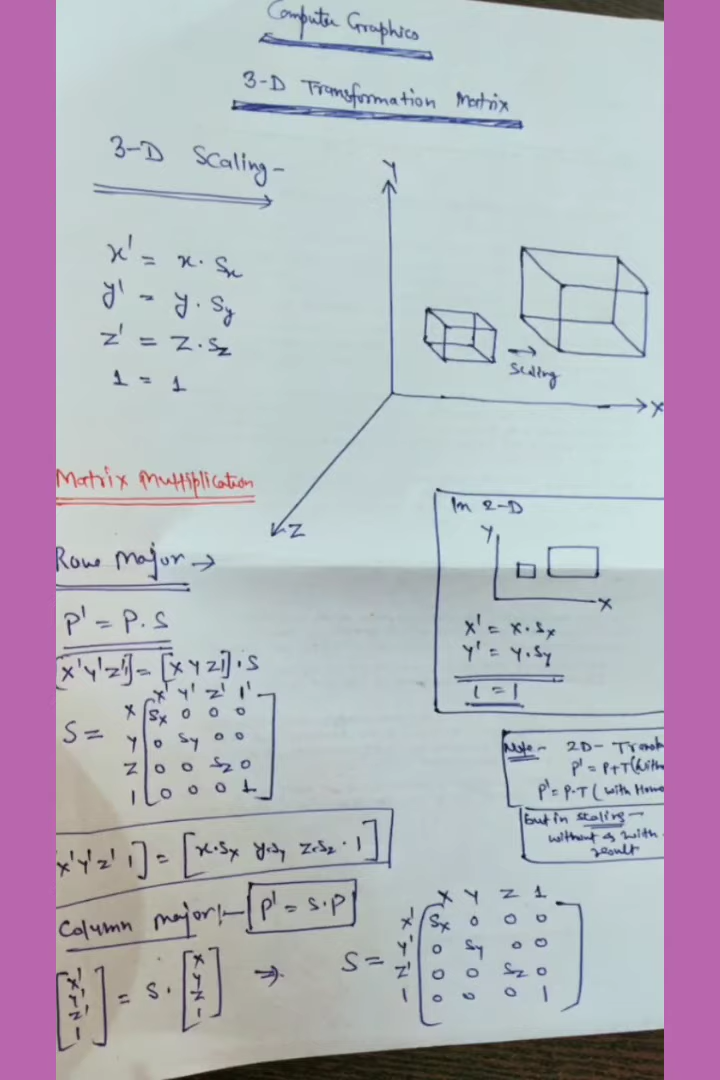 Computer Graphics
3-D Transformation Matrix
3-D Scaling-
x' = x. Sx
y' = y. Sy
z' = z. Sz
1 = 1
Y
Scaling
X
Z
Matrix Multiplication
Row Major →
P' = P. S
[x' y' z' 1] = [x y z 1] . S
x' y' z' 1'
S =
x [Sx 0 0 0
y 0 Sy 0 0
z 0 0 Sz 0
1 0 0 0 1]
x' y' z' 1] = [x.Sx y.Sy z.Sz . 1]
In 2-D
Y
X
x' = x. Sx
y' = y. Sy
1 = 1
Note- 2D-
P' = P+T
P' = P.T ( with
But in scaling-
without & with
result
Column major:- P' = S.P
[x' y' z' 1] = S. [x y z 1] ⇒ S =
x y z 1
x' [Sx 0 0 0
y' 0 Sy 0 0
z' 0 0 Sz 0
1 0 0 0 1]